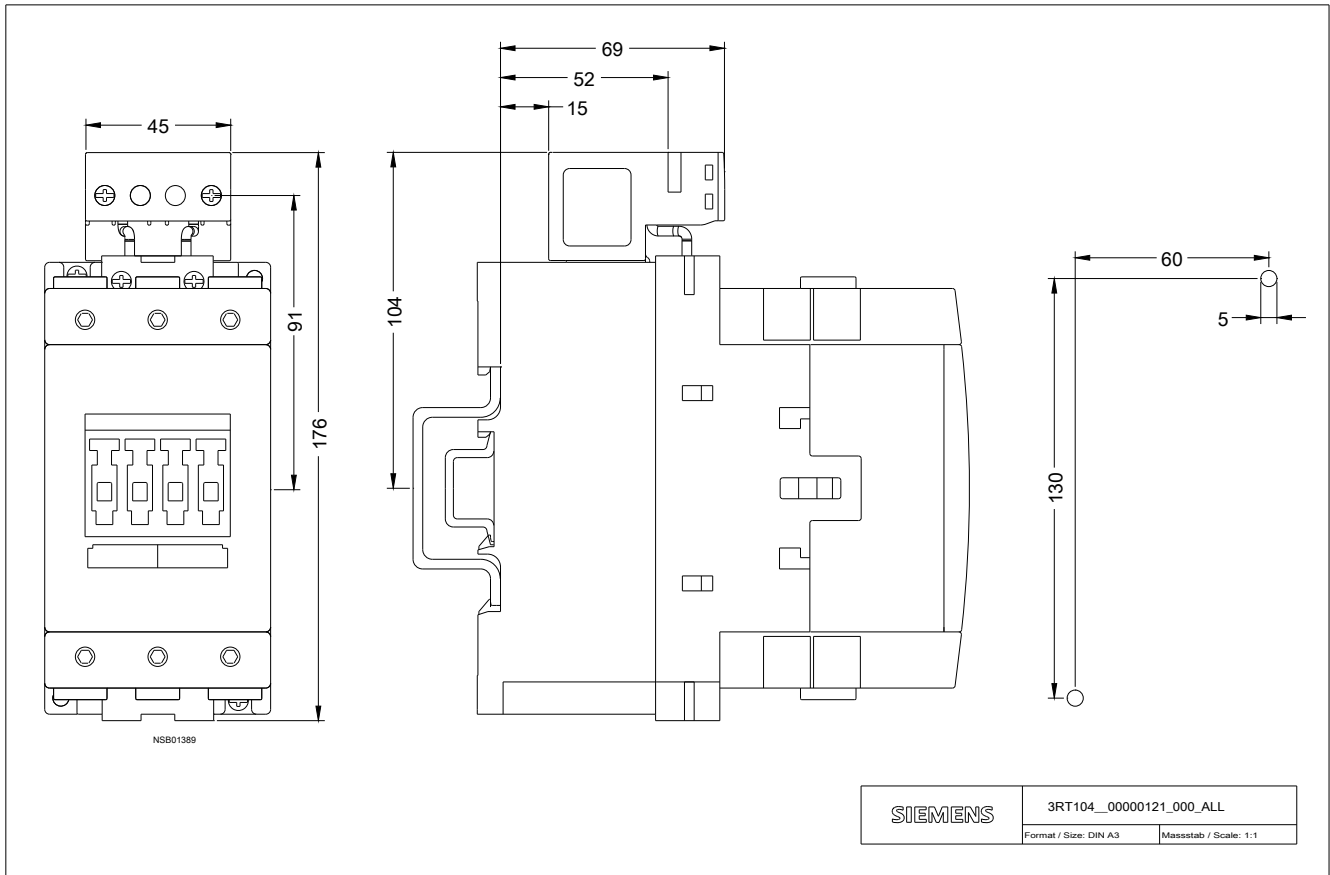 69
52
15
45
104
91
176
60
5
130
NSB01389
SIEMENS
3RT104__00000121_000_ALL
Format / Size: DIN A3
Massstab / Scale: 1:1